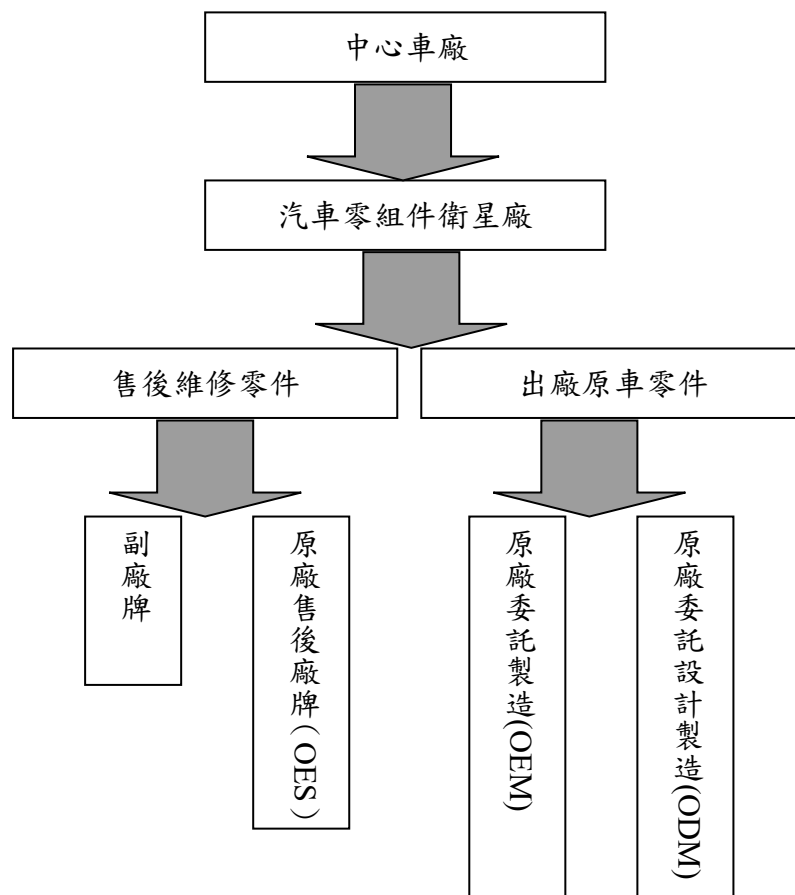 中心車廠
汽車零組件衛星廠
售後維修零件
出廠原車零件
副廠牌
原廠售後廠牌(OES)
原廠委託製造(OEM)
原廠委託設計製造(ODM)